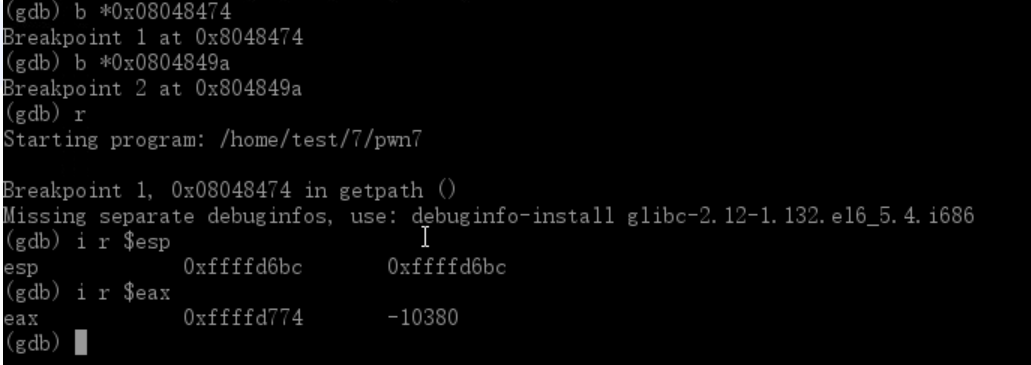 (gdb) b *0x08048474
Breakpoint 1 at 0x8048474
(gdb) b *0x0804849a
Breakpoint 2 at 0x804849a
(gdb) r
Starting program: /home/test/7/pwn7
Breakpoint 1, 0x08048474 in getpath ()
Missing separate debuginfos, use: debuginfo-install glibc-2.12-1.132.el6_5.4.i686
(gdb) i r $esp
esp 0xffffd6bc 0xffffd6bc
(gdb) i r $eax
eax 0xffffd774 -10380
(gdb)